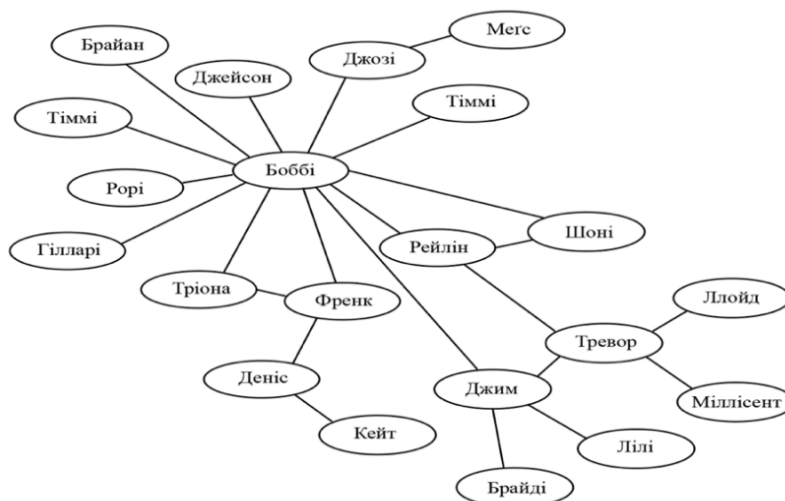 Меґс
Брайан
Джозі
Джейсон
Тіммі
Тіммі
Боббі
Рорі
Шоні
Гілларі
Рейлін
Тріона
Френк
Ллойд
Тревор
Деніс
Джим
Міллісент
Кейт
Лілі
Брайді